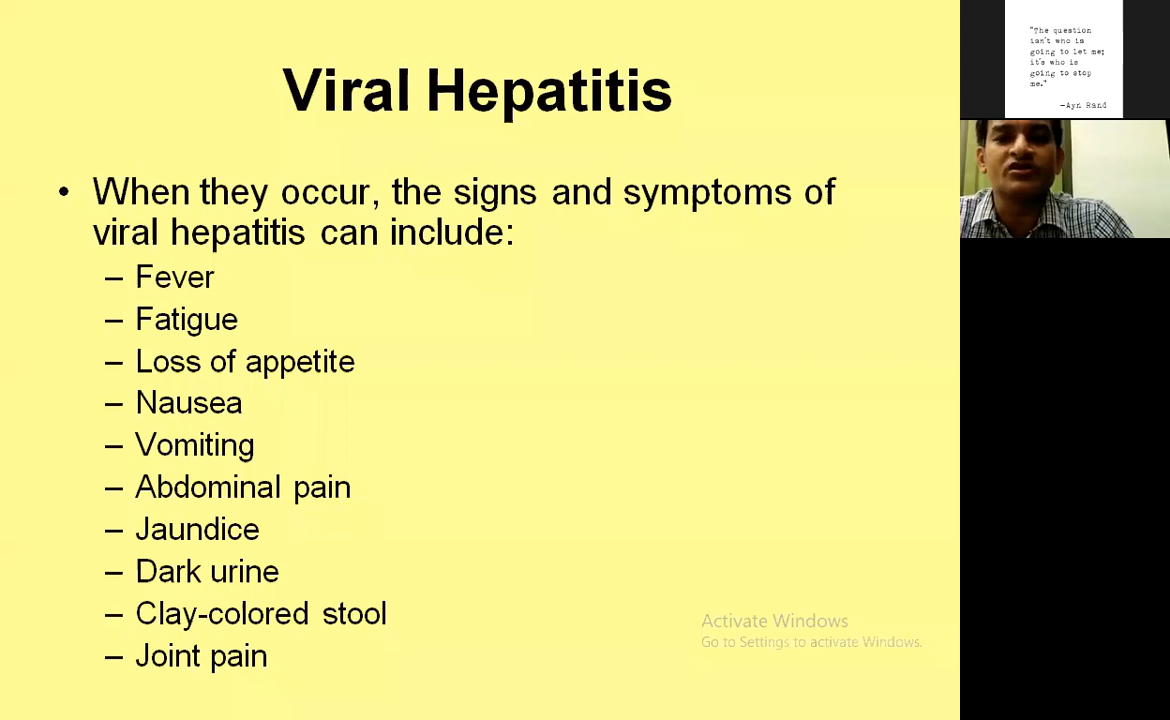 Viral Hepatitis
• When they occur, the signs and symptoms of
viral hepatitis can include:
– Fever
– Fatigue
– Loss of appetite
– Nausea
– Vomiting
– Abdominal pain
– Jaundice
– Dark urine
– Clay-colored stool
– Joint pain
Activate Windows
Go to Settings to activate Windows.
"The question
isn't who is
going to let me;
it's who is
going to stop
me."
—Ayn Rand